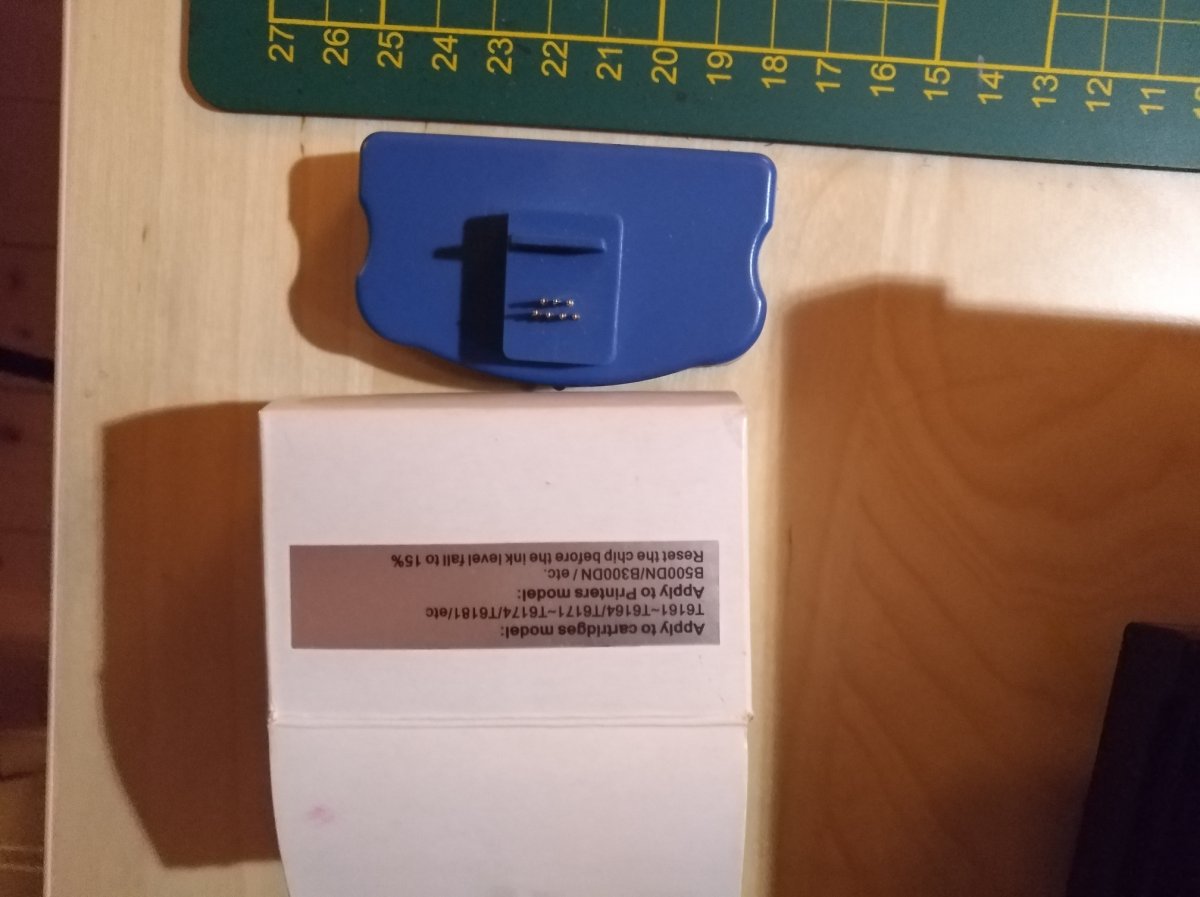 27 26 25 24 23 22 21 20 19 18 17 16 15 14 13 12 11
Apply to cartridges model:
T6161~T6164/T6171~T6174/T6181/etc
Apply to Printers model:
B500DN/B300DN / etc.
Reset the chip before the ink level fall to 15%